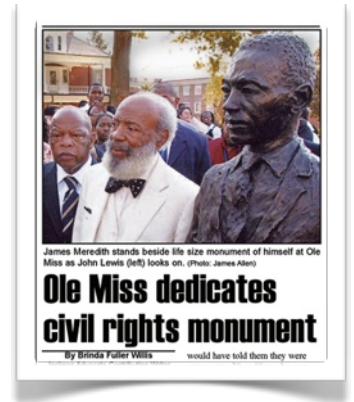 James Meredith stands beside life size monument of himself at Ole
Miss as John Lewis (left) looks on. (Photo: James Allen)
Ole Miss dedicates
civil rights monument
By Brinda Fuller Willis
would have told them they were